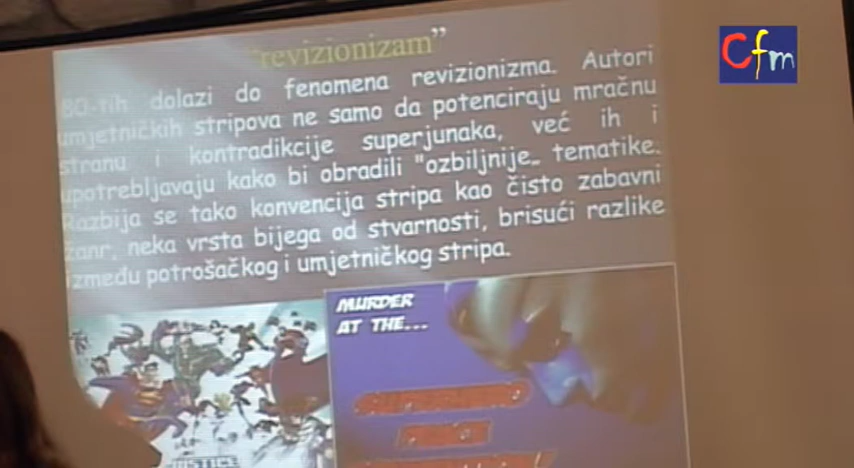 Cfm
"revizionizam"
80-tih dolazi do fenomena revizionizma. Autori
umjetničkih stripova ne samo da potenciraju mračnu
stranu i kontradikcije superjunaka, već ih i
upotrebljavaju kako bi obradili "ozbiljnije„ tematike.
Razbija se tako konvencija stripa kao čisto zabavni
žanr, neka vrsta bijega od stvarnosti, brisući razlike
između potrošačkog i umjetničkog stripa.
MURDER
AT THE...
JUSTICE